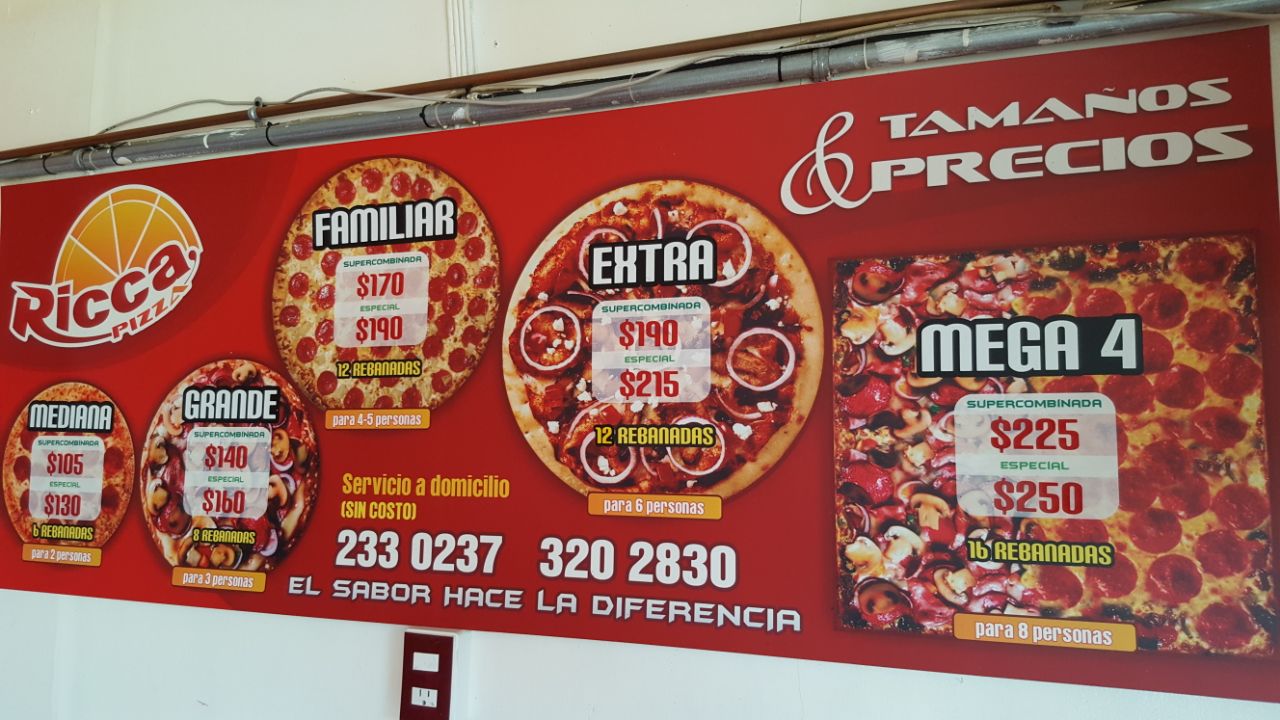 TAMAÑOS
& PRECIOS
Ricca
PIZZA
MEDIANA
SUPERCOMBINADA
$105
ESPECIAL
$130
6 REBANADAS
para 2 personas
GRANDE
SUPERCOMBINADA
$140
ESPECIAL
$160
8 REBANADAS
para 3 personas
FAMILIAR
SUPERCOMBINADA
$170
ESPECIAL
$190
12 REBANADAS
para 4-5 personas
EXTRA
SUPERCOMBINADA
$190
ESPECIAL
$215
12 REBANADAS
para 6 personas
MEGA 4
SUPERCOMBINADA
$225
ESPECIAL
$250
16 REBANADAS
para 8 personas
Servicio a domicilio
(SIN COSTO)
233 0237 320 2830
EL SABOR HACE LA DIFERENCIA